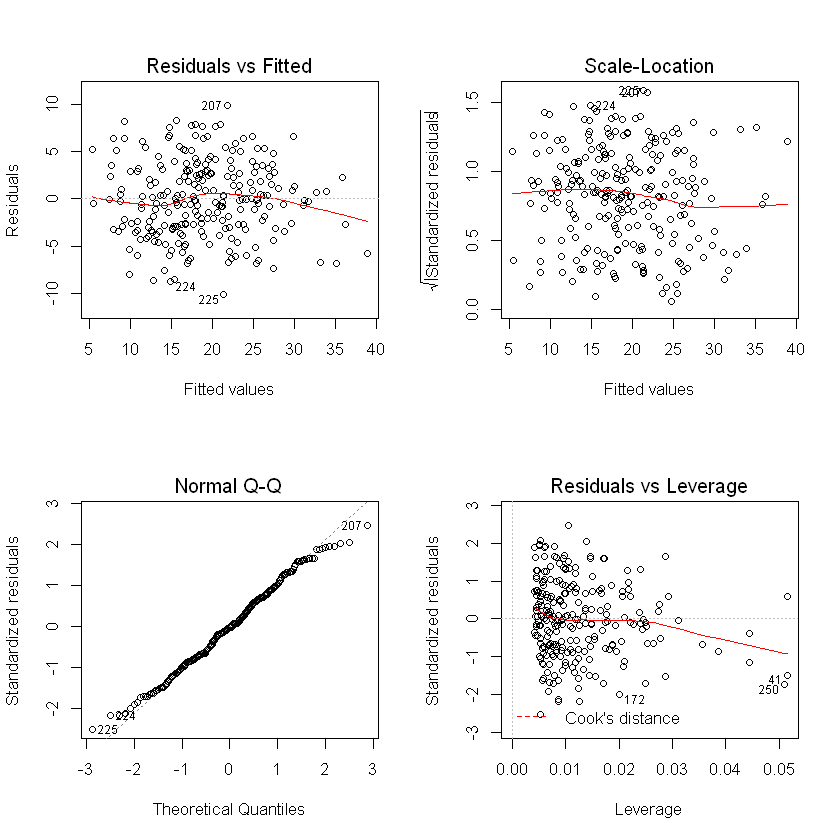 Residuals vs Fitted
Residuals
10
5
0
-5
-10
207
224
225
5 10 15 20 25 30 35 40
Fitted values
Scale-Location
√|Standardized residuals|
1.5
1.0
0.5
0.0
225
207
224
5 10 15 20 25 30 35 40
Fitted values
Normal Q-Q
Standardized residuals
3
2
1
0
-1
-2
207
224
225
-3 -2 -1 0 1 2 3
Theoretical Quantiles
Residuals vs Leverage
Standardized residuals
3
2
1
0
-1
-2
-3
41
250
172
Cook's distance
0.00 0.01 0.02 0.03 0.04 0.05
Leverage